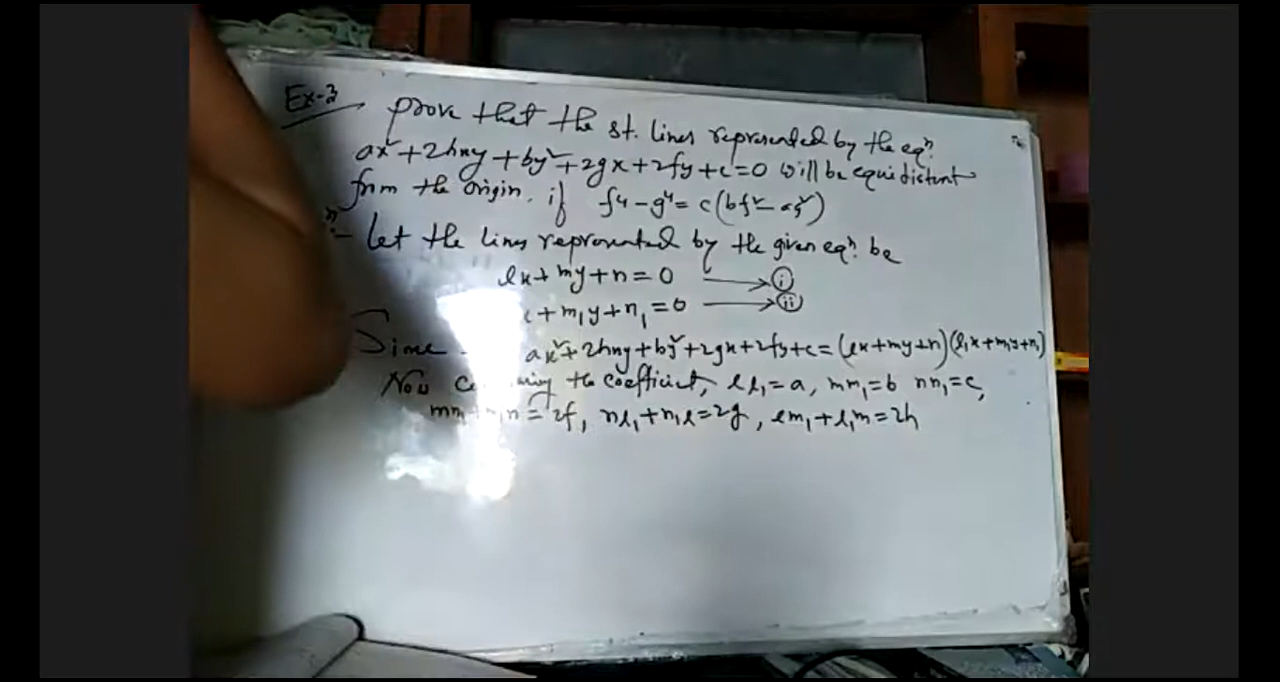 Ex-3 prove that the st. lines represented by the eqⁿ.
ax²+2hxy+by²+2gx+2fy+c=0 will be equidistant
from the origin, if f⁴-g⁴=c(bf²-ag²)
Let the lines represented by the given eqⁿ. be
lx+my+n=0 → (i)
x+m₁y+n₁=0 → (ii)
Since ax²+2hxy+by²+2gx+2fy+c=(lx+my+n)(l₁x+m₁y+n₁)
Now the coefficient, ll₁=a, mm₁=b nn₁=c,
n=2f, nl₁+n₁l=2g, lm₁+l₁m=2h